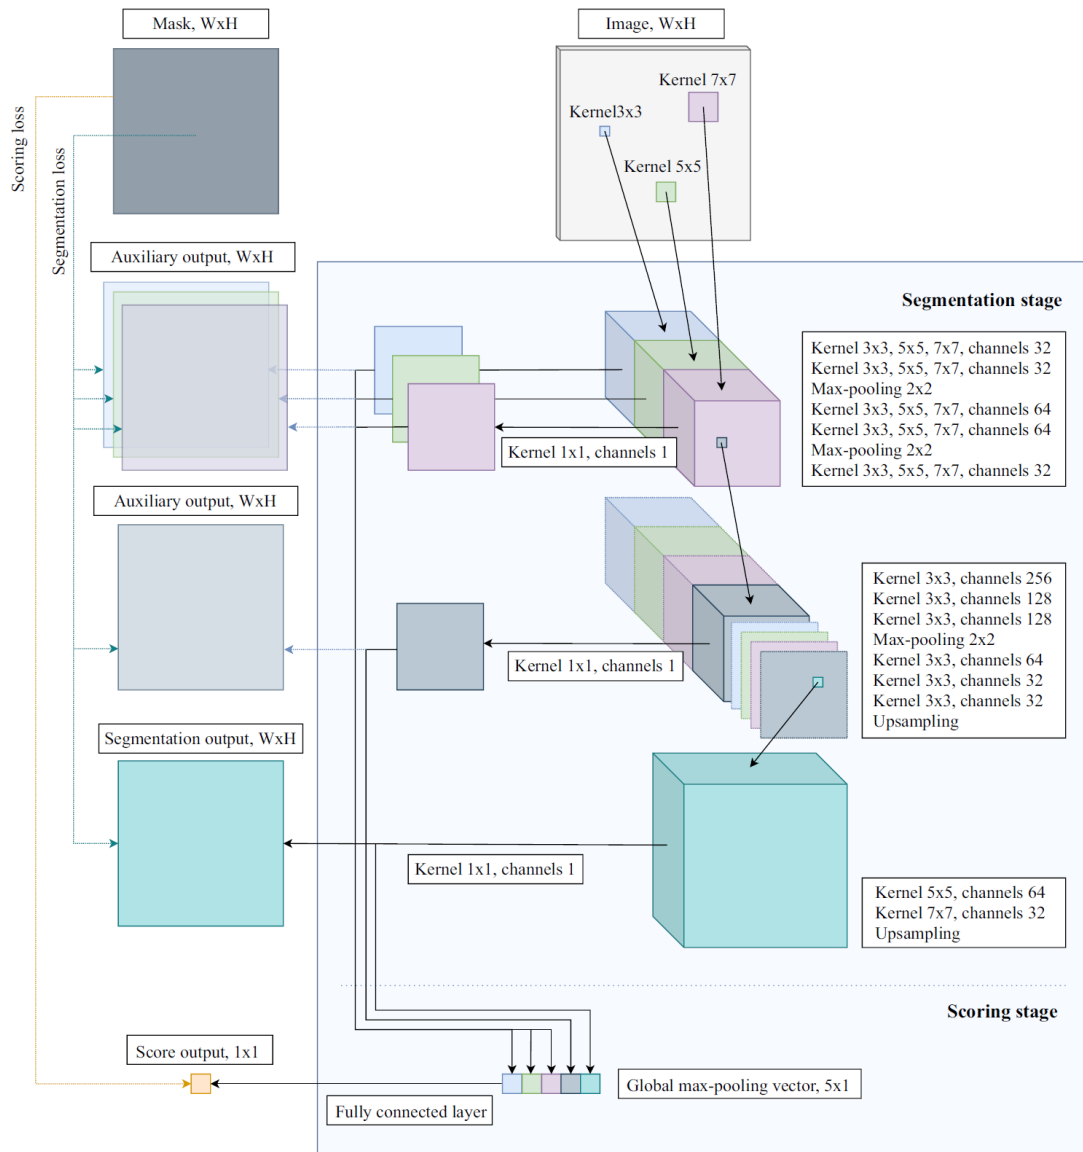 Mask, WxH
Image, WxH
Kernel 7x7
Kernel3x3
Kernel 5x5
Scoring loss
Segmentation loss
Auxiliary output, WxH
Segmentation stage
Kernel 3x3, 5x5, 7x7, channels 32
Kernel 3x3, 5x5, 7x7, channels 32
Max-pooling 2x2
Kernel 3x3, 5x5, 7x7, channels 64
Kernel 3x3, 5x5, 7x7, channels 64
Max-pooling 2x2
Kernel 3x3, 5x5, 7x7, channels 32
Kernel 1x1, channels 1
Auxiliary output, WxH
Kernel 3x3, channels 256
Kernel 3x3, channels 128
Kernel 3x3, channels 128
Max-pooling 2x2
Kernel 3x3, channels 64
Kernel 3x3, channels 32
Kernel 3x3, channels 32
Upsampling
Kernel 1x1, channels 1
Segmentation output, WxH
Kernel 1x1, channels 1
Kernel 5x5, channels 64
Kernel 7x7, channels 32
Upsampling
Scoring stage
Score output, 1x1
Global max-pooling vector, 5x1
Fully connected layer